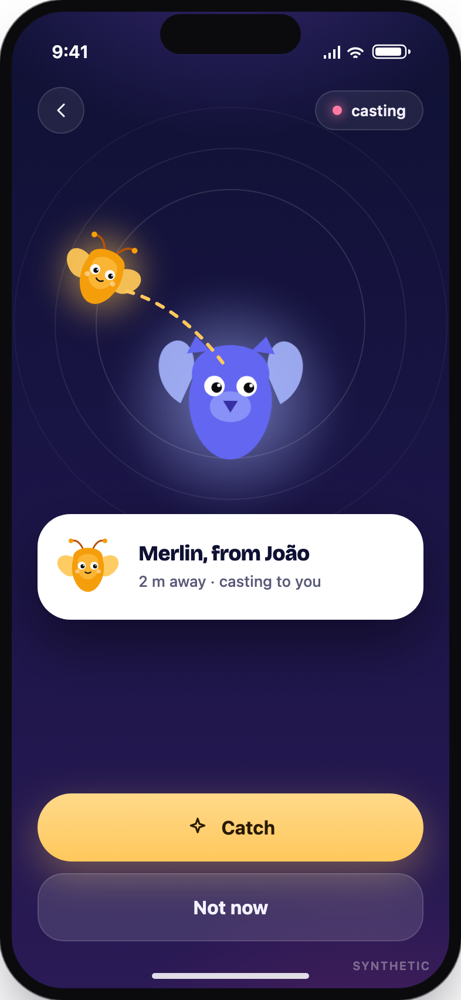 9:41
casting
Merlin, from João
2 m away · casting to you
Catch
Not now
SYNTHETIC